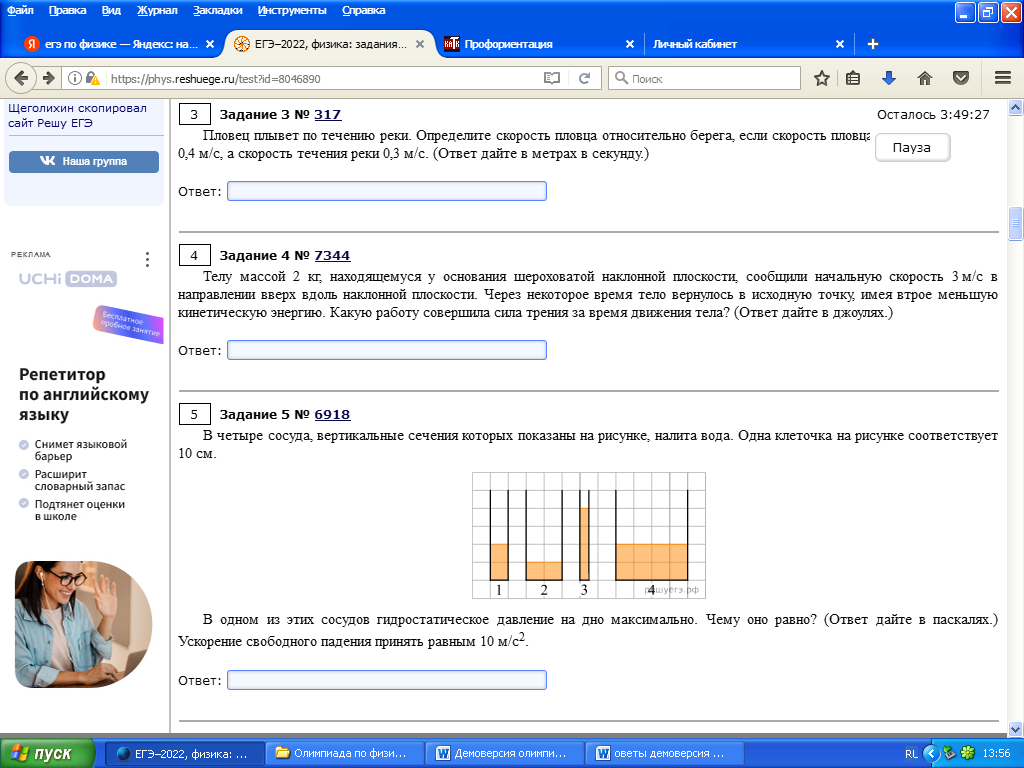 Файл Правка Вид Журнал Закладки Инструменты Справка
егэ по физике — Яндекс: на... × ЕГЭ–2022, физика: задания... × КАТК Профориентация × Личный кабинет × +
https://phys.reshuege.ru/test?id=8046890 Поиск
Щеголихин скопировал
сайт Решу ЕГЭ
Наша группа
РЕКЛАМА
UCHi DOMA
Бесплатное
пробное занятие
Репетитор
по английскому
языку
Снимет языковой
барьер
Расширит
словарный запас
Подтянет оценки
в школе
3 Задание 3 № 317 Осталось 3:49:27
Пауза
Пловец плывет по течению реки. Определите скорость пловца относительно берега, если скорость пловца
0,4 м/с, а скорость течения реки 0,3 м/с. (Ответ дайте в метрах в секунду.)
Ответ:
4 Задание 4 № 7344
Телу массой 2 кг, находящемуся у основания шероховатой наклонной плоскости, сообщили начальную скорость 3 м/с в
направлении вверх вдоль наклонной плоскости. Через некоторое время тело вернулось в исходную точку, имея втрое меньшую
кинетическую энергию. Какую работу совершила сила трения за время движения тела? (Ответ дайте в джоулях.)
Ответ:
5 Задание 5 № 6918
В четыре сосуда, вертикальные сечения которых показаны на рисунке, налита вода. Одна клеточка на рисунке соответствует
10 см.
1 2 3 4
решуегэ.рф
В одном из этих сосудов гидростатическое давление на дно максимально. Чему оно равно? (Ответ дайте в паскалях.)
Ускорение свободного падения принять равным 10 м/с².
Ответ:
пуск ЕГЭ–2022, физика: ... Олимпиада по физи... Демоверсия олимпи... оветы демоверсия ... RL 13:56